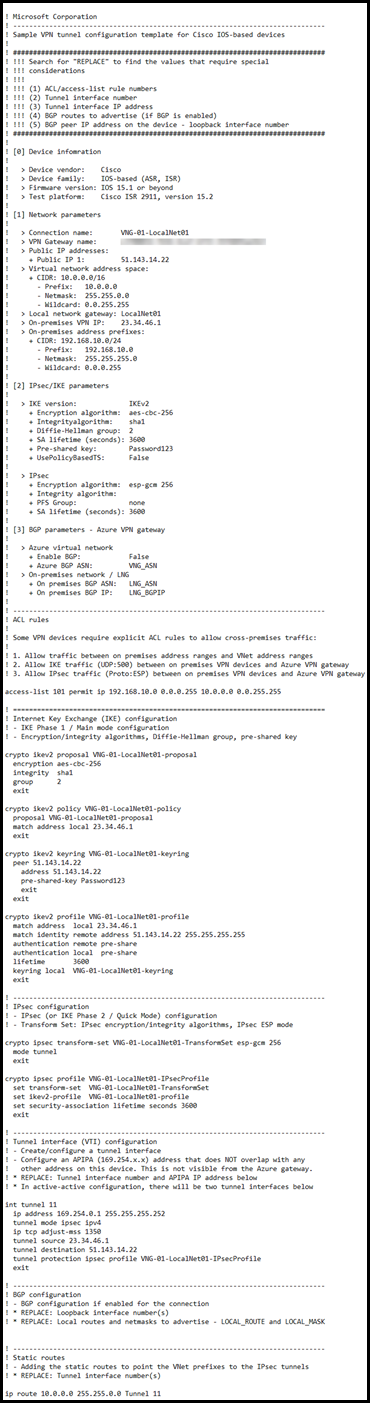 ! Microsoft Corporation
! ------------------------------------------------------------------------------
! Sample VPN tunnel configuration template for Cisco IOS-based devices
!
! ##############################################################################
! !!! Search for "REPLACE" to find the values that require special
! !!! considerations
! !!!
! !!! (1) ACL/access-list rule numbers
! !!! (2) Tunnel interface number
! !!! (3) Tunnel interface IP address
! !!! (4) BGP routes to advertise (if BGP is enabled)
! !!! (5) BGP peer IP address on the device - loopback interface number
! ##############################################################################
!
! [0] Device infomration
!
!   > Device vendor:    Cisco
!   > Device family:    IOS-based (ASR, ISR)
!   > Firmware version: IOS 15.1 or beyond
!   > Test platform:    Cisco ISR 2911, version 15.2
!
! [1] Network parameters
!
!   > Connection name:       VNG-01-LocalNet01
!   > VPN Gateway name:
!   > Public IP addresses:
!     + Public IP 1:         51.143.14.22
!   > Virtual network address space:
!     + CIDR: 10.0.0.0/16
!       - Prefix:   10.0.0.0
!       - Netmask:  255.255.0.0
!       - Wildcard: 0.0.255.255
!   > Local network gateway: LocalNet01
!   > On-premises VPN IP:    23.34.46.1
!   > On-premises address prefixes:
!     + CIDR: 192.168.10.0/24
!       - Prefix:   192.168.10.0
!       - Netmask:  255.255.255.0
!       - Wildcard: 0.0.0.255
!
! [2] IPsec/IKE parameters
!
!   > IKE version:             IKEv2
!     + Encryption algorithm:  aes-cbc-256
!     + Integrityalgorithm:    sha1
!     + Diffie-Hellman group:  2
!     + SA lifetime (seconds): 3600
!     + Pre-shared key:        Password123
!     + UsePolicyBasedTS:      False
!
!   > IPsec
!     + Encryption algorithm:  esp-gcm 256
!     + Integrity algorithm:
!     + PFS Group:             none
!     + SA lifetime (seconds): 3600
!
! [3] BGP parameters - Azure VPN gateway
!
!   > Azure virtual network
!     + Enable BGP:            False
!     + Azure BGP ASN:         VNG_ASN
!   > On-premises network / LNG
!     + On premises BGP ASN:   LNG_ASN
!     + On premises BGP IP:    LNG_BGPIP
!
! ------------------------------------------------------------------------------
! ACL rules
!
! Some VPN devices require explicit ACL rules to allow cross-premises traffic:
!
! 1. Allow traffic between on premises address ranges and VNet address ranges
! 2. Allow IKE traffic (UDP:500) between on premises VPN devices and Azure VPN gateway
! 3. Allow IPsec traffic (Proto:ESP) between on premises VPN devices and Azure VPN gateway

access-list 101 permit ip 192.168.10.0 0.0.0.255 10.0.0.0 0.0.255.255

! ==============================================================================
! Internet Key Exchange (IKE) configuration
! - IKE Phase 1 / Main mode configuration
! - Encryption/integrity algorithms, Diffie-Hellman group, pre-shared key

crypto ikev2 proposal VNG-01-LocalNet01-proposal
  encryption aes-cbc-256
  integrity  sha1
  group      2
  exit

crypto ikev2 policy VNG-01-LocalNet01-policy
  proposal VNG-01-LocalNet01-proposal
  match address local 23.34.46.1
  exit

crypto ikev2 keyring VNG-01-LocalNet01-keyring
  peer 51.143.14.22
    address 51.143.14.22
    pre-shared-key Password123
    exit
  exit

crypto ikev2 profile VNG-01-LocalNet01-profile
  match address  local 23.34.46.1
  match identity remote address 51.143.14.22 255.255.255.255
  authentication remote pre-share
  authentication local  pre-share
  lifetime       3600
  keyring local  VNG-01-LocalNet01-keyring
  exit

! ------------------------------------------------------------------------------
! IPsec configuration
! - IPsec (or IKE Phase 2 / Quick Mode) configuration
! - Transform Set: IPsec encryption/integrity algorithms, IPsec ESP mode

crypto ipsec transform-set VNG-01-LocalNet01-TransformSet esp-gcm 256
  mode tunnel
  exit

crypto ipsec profile VNG-01-LocalNet01-IPsecProfile
  set transform-set  VNG-01-LocalNet01-TransformSet
  set ikev2-profile  VNG-01-LocalNet01-profile
  set security-association lifetime seconds 3600
  exit

! ------------------------------------------------------------------------------
! Tunnel interface (VTI) configuration
! - Create/configure a tunnel interface
! - Configure an APIPA (169.254.x.x) address that does NOT overlap with any
!   other address on this device. This is not visible from the Azure gateway.
! * REPLACE: Tunnel interface number and APIPA IP address below
! * In active-active configuration, there will be two tunnel interfaces below

int tunnel 11
  ip address 169.254.0.1 255.255.255.252
  tunnel mode ipsec ipv4
  ip tcp adjust-mss 1350
  tunnel source 23.34.46.1
  tunnel destination 51.143.14.22
  tunnel protection ipsec profile VNG-01-LocalNet01-IPsecProfile
  exit

! ------------------------------------------------------------------------------
! BGP configuration
! - BGP configuration if enabled for the connection
! * REPLACE: Loopback interface number(s)
! * REPLACE: Local routes and netmasks to advertise - LOCAL_ROUTE and LOCAL_MASK

! ------------------------------------------------------------------------------
! Static routes
! - Adding the static routes to point the VNet prefixes to the IPsec tunnels
! * REPLACE: Tunnel interface number(s)

ip route 10.0.0.0 255.255.0.0 Tunnel 11